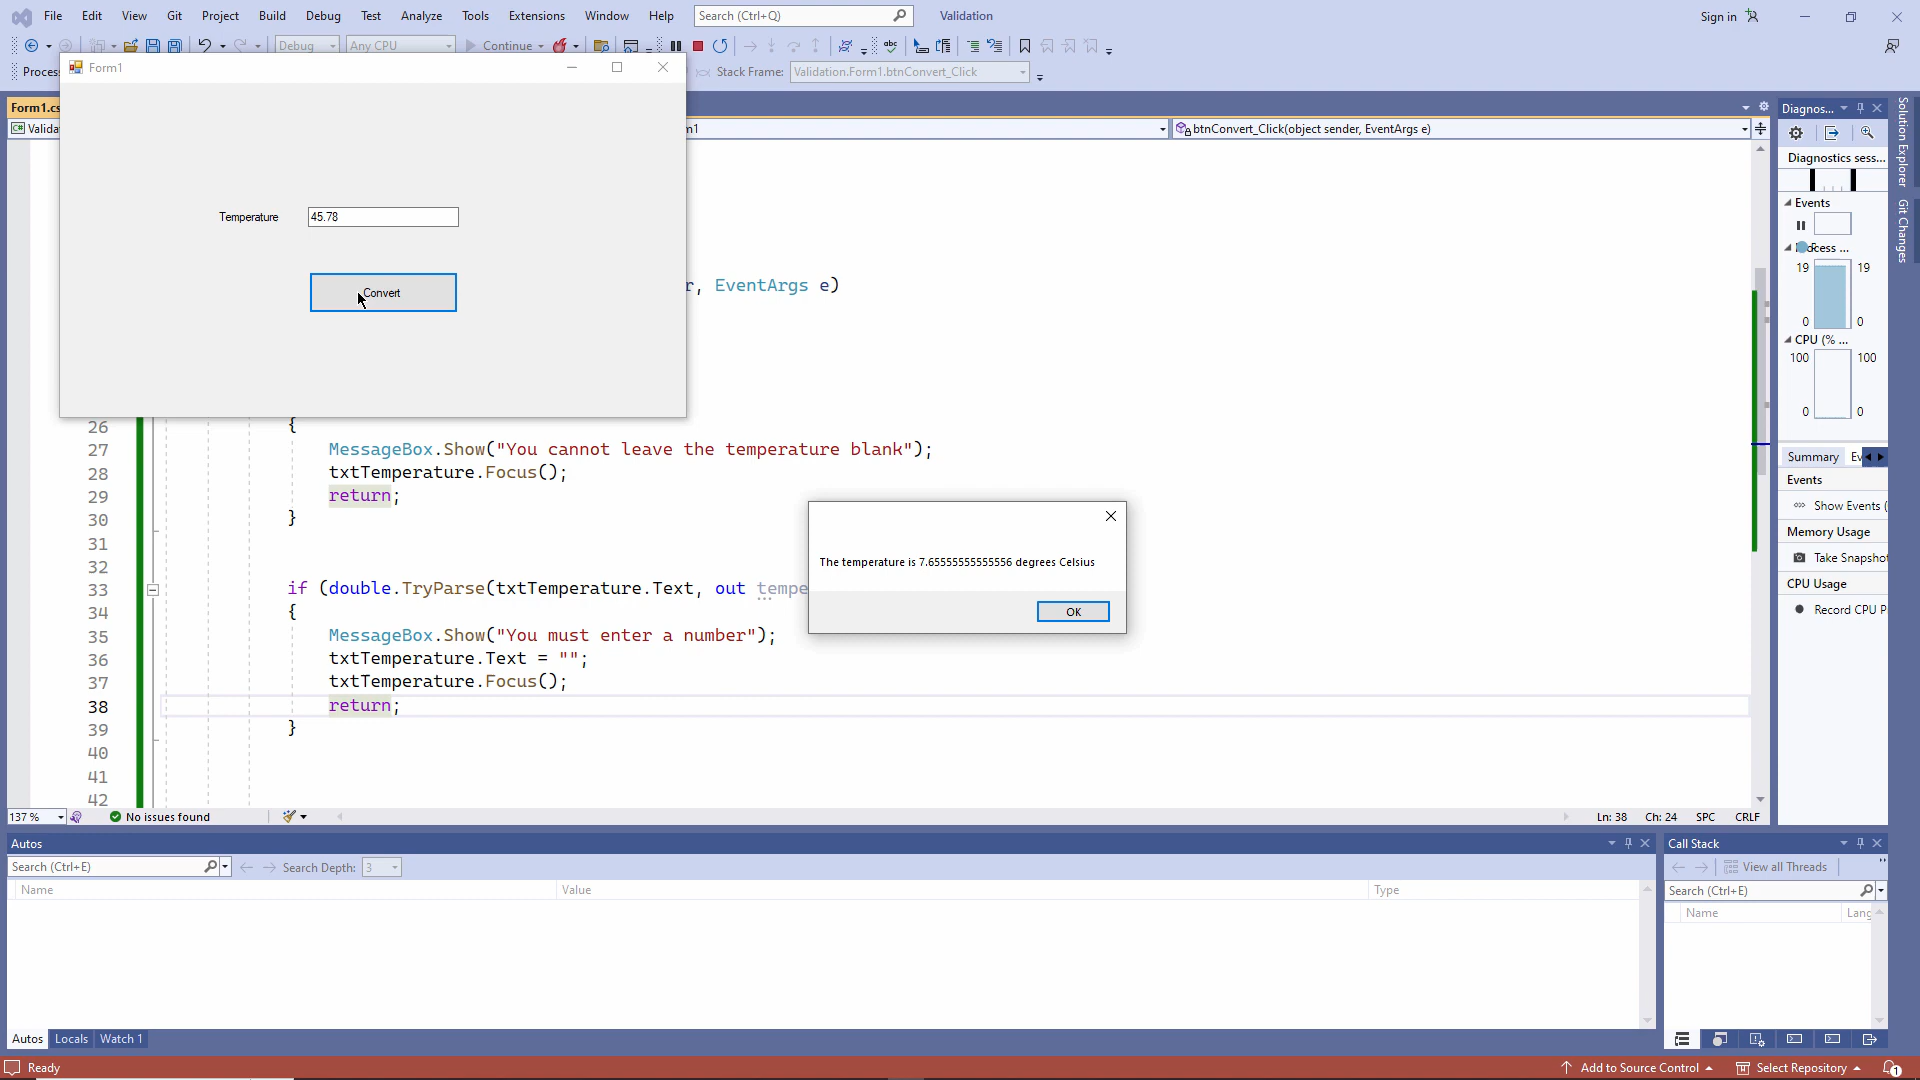 File Edit View Git Project Build Debug Test Analyze Tools Extensions Window Help Search (Ctrl+Q) Validation Sign in
Debug Any CPU Continue
Stack Frame: Validation.Form1.btnConvert_Click
Form1
Form1.cs
btnConvert_Click(object sender, EventArgs e)
Temperature 45.78
Convert
, EventArgs e)
26 {
27 MessageBox.Show("You cannot leave the temperature blank");
28 txtTemperature.Focus();
29 return;
30 }
31
32
33 if (double.TryParse(txtTemperature.Text, out tempe
34 {
35 MessageBox.Show("You must enter a number");
36 txtTemperature.Text = "";
37 txtTemperature.Focus();
38 return;
39 }
40
41
42
The temperature is 7.65555555555556 degrees Celsius
OK
137 % No issues found Ln: 38 Ch: 24 SPC CRLF
Diagnos...
Diagnostics sess...
Events
19 19
0 0
CPU (% ...
100 100
0 0
Summary
Events
Show Events (
Memory Usage
Take Snapshot
CPU Usage
Record CPU P
Solution Explorer
Git Changes
Autos
Search (Ctrl+E) Search Depth: 3
Name Value Type
Autos Locals Watch 1
Call Stack
View all Threads
Search (Ctrl+E)
Name Lang
Ready Add to Source Control Select Repository 1